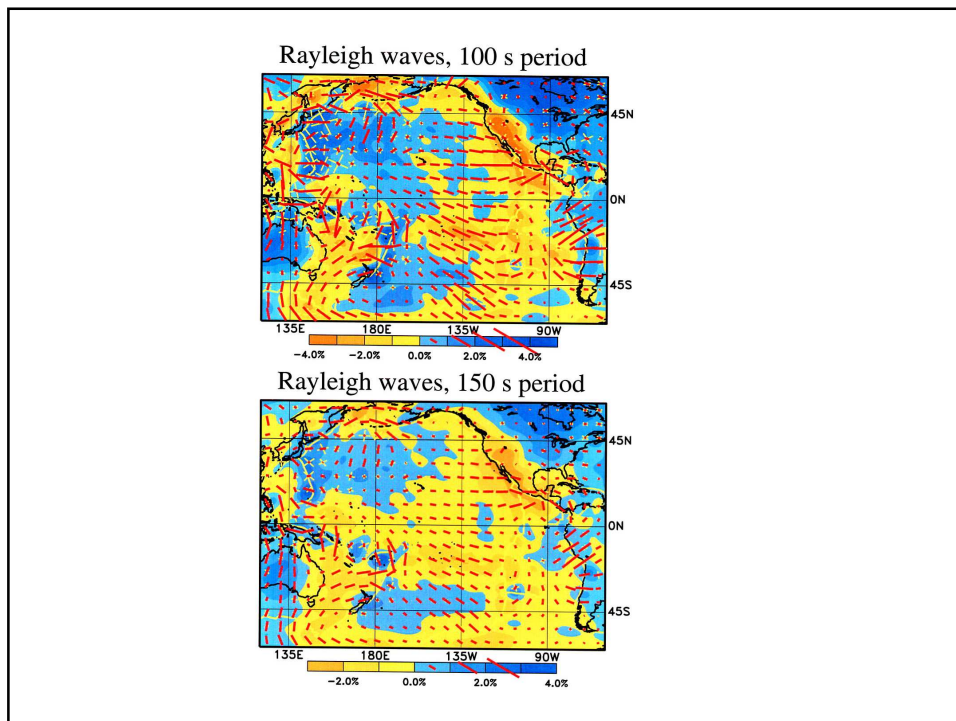 Rayleigh waves, 100 s period
45N
0N
45S
135E 180E 135W 90W
-4.0% -2.0% 0.0% 2.0% 4.0%
Rayleigh waves, 150 s period
45N
0N
45S
135E 180E 135W 90W
-2.0% 0.0% 2.0% 4.0%